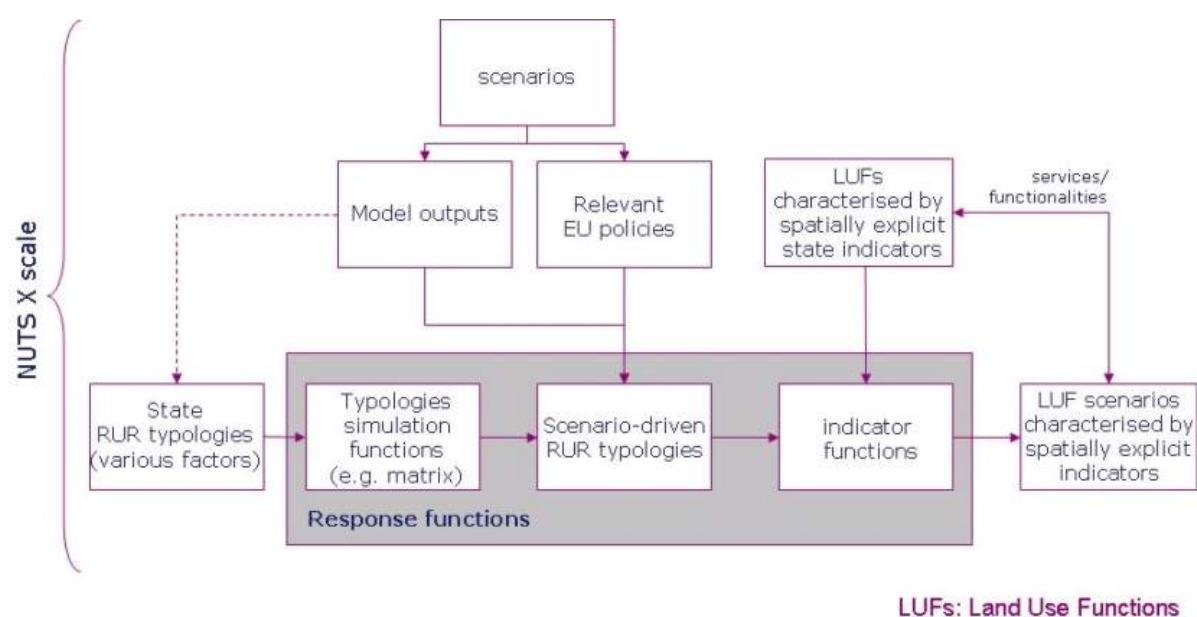 scenarios
Model outputs
Relevant
EU policies
LUFs
characterised by
spatially explicit
state indicators
services/
functionalities
NUTS X scale
State
RUR typologies
(various factors)
Typologies
simulation
functions
(e.g. matrix)
Scenario-driven
RUR typologies
indicator
functions
LUF scenarios
characterised by
spatially explicit
indicators
Response functions
LUFs: Land Use Functions